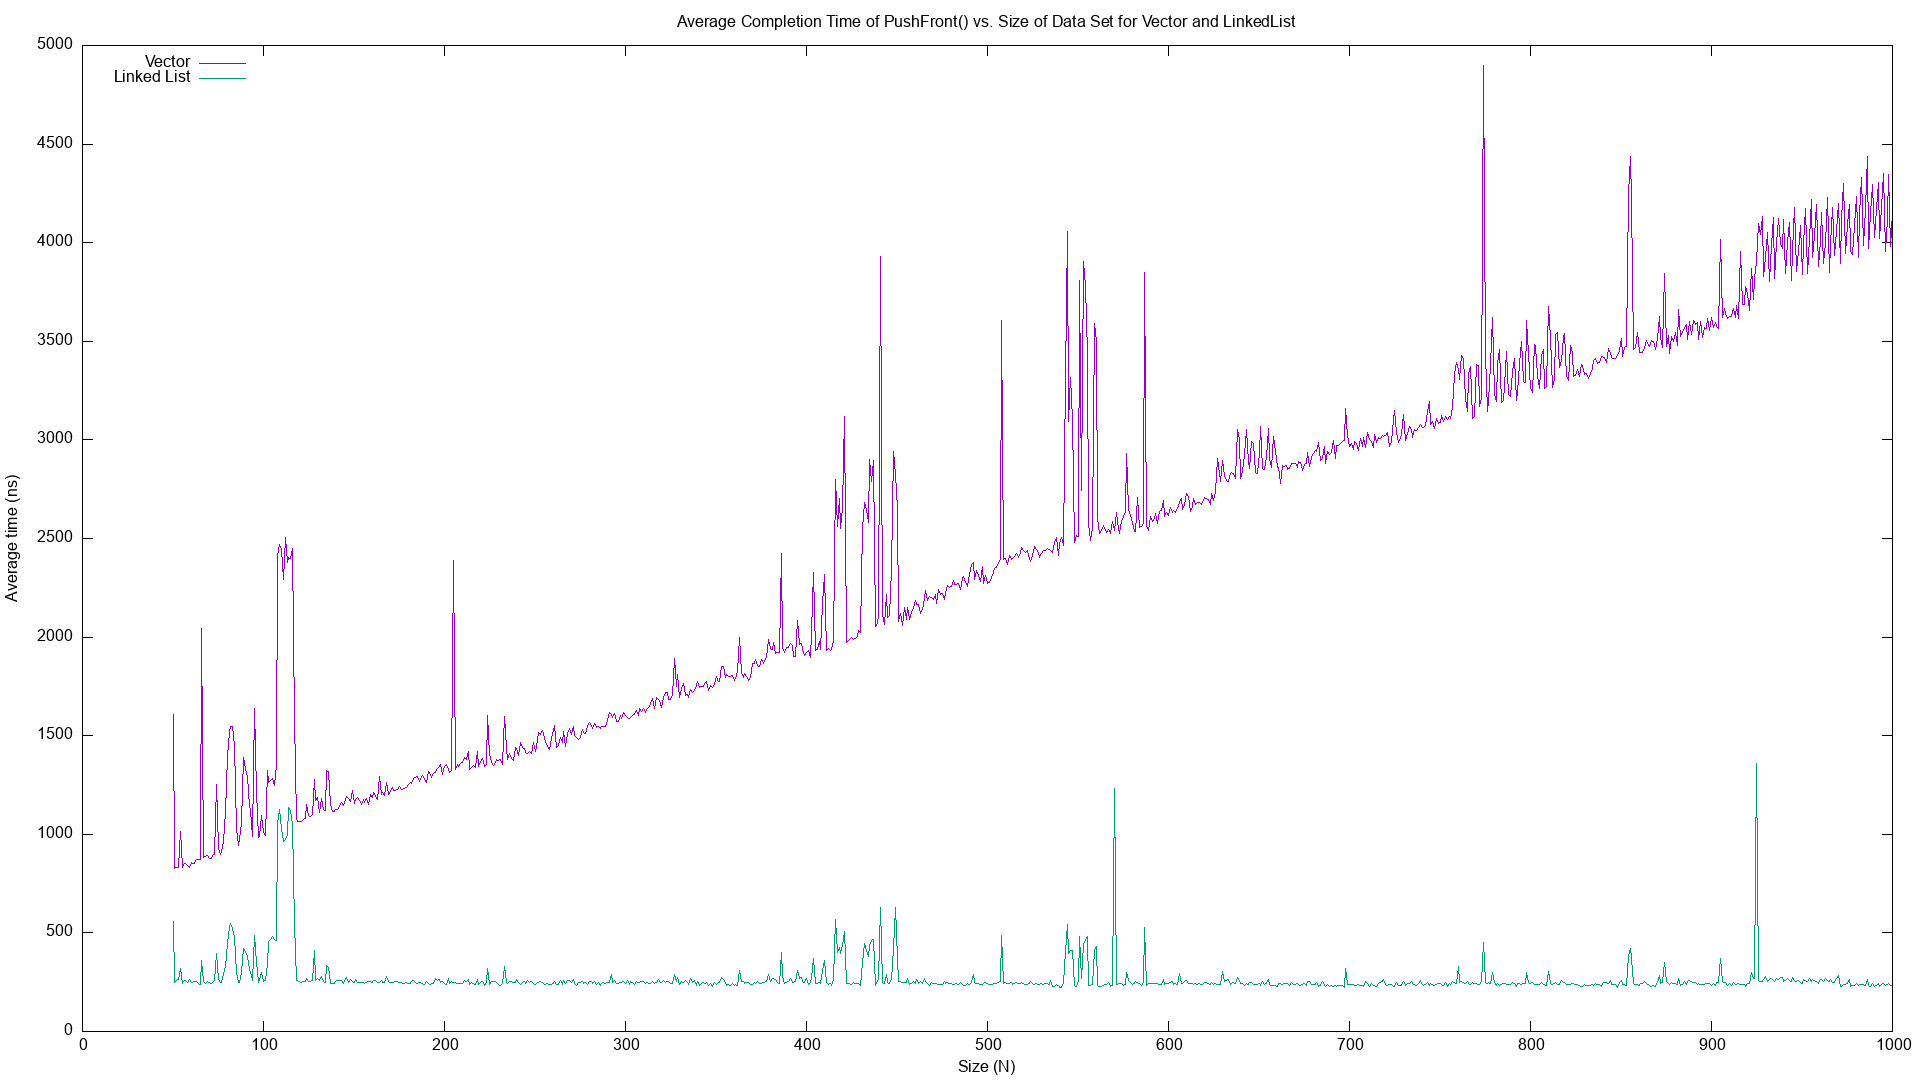 Average Completion Time of PushFront() vs. Size of Data Set for Vector and LinkedList
Vector
Linked List
5000
4500
4000
3500
3000
2500
2000
1500
1000
500
0
Average time (ns)
0 100 200 300 400 500 600 700 800 900 1000
Size (N)